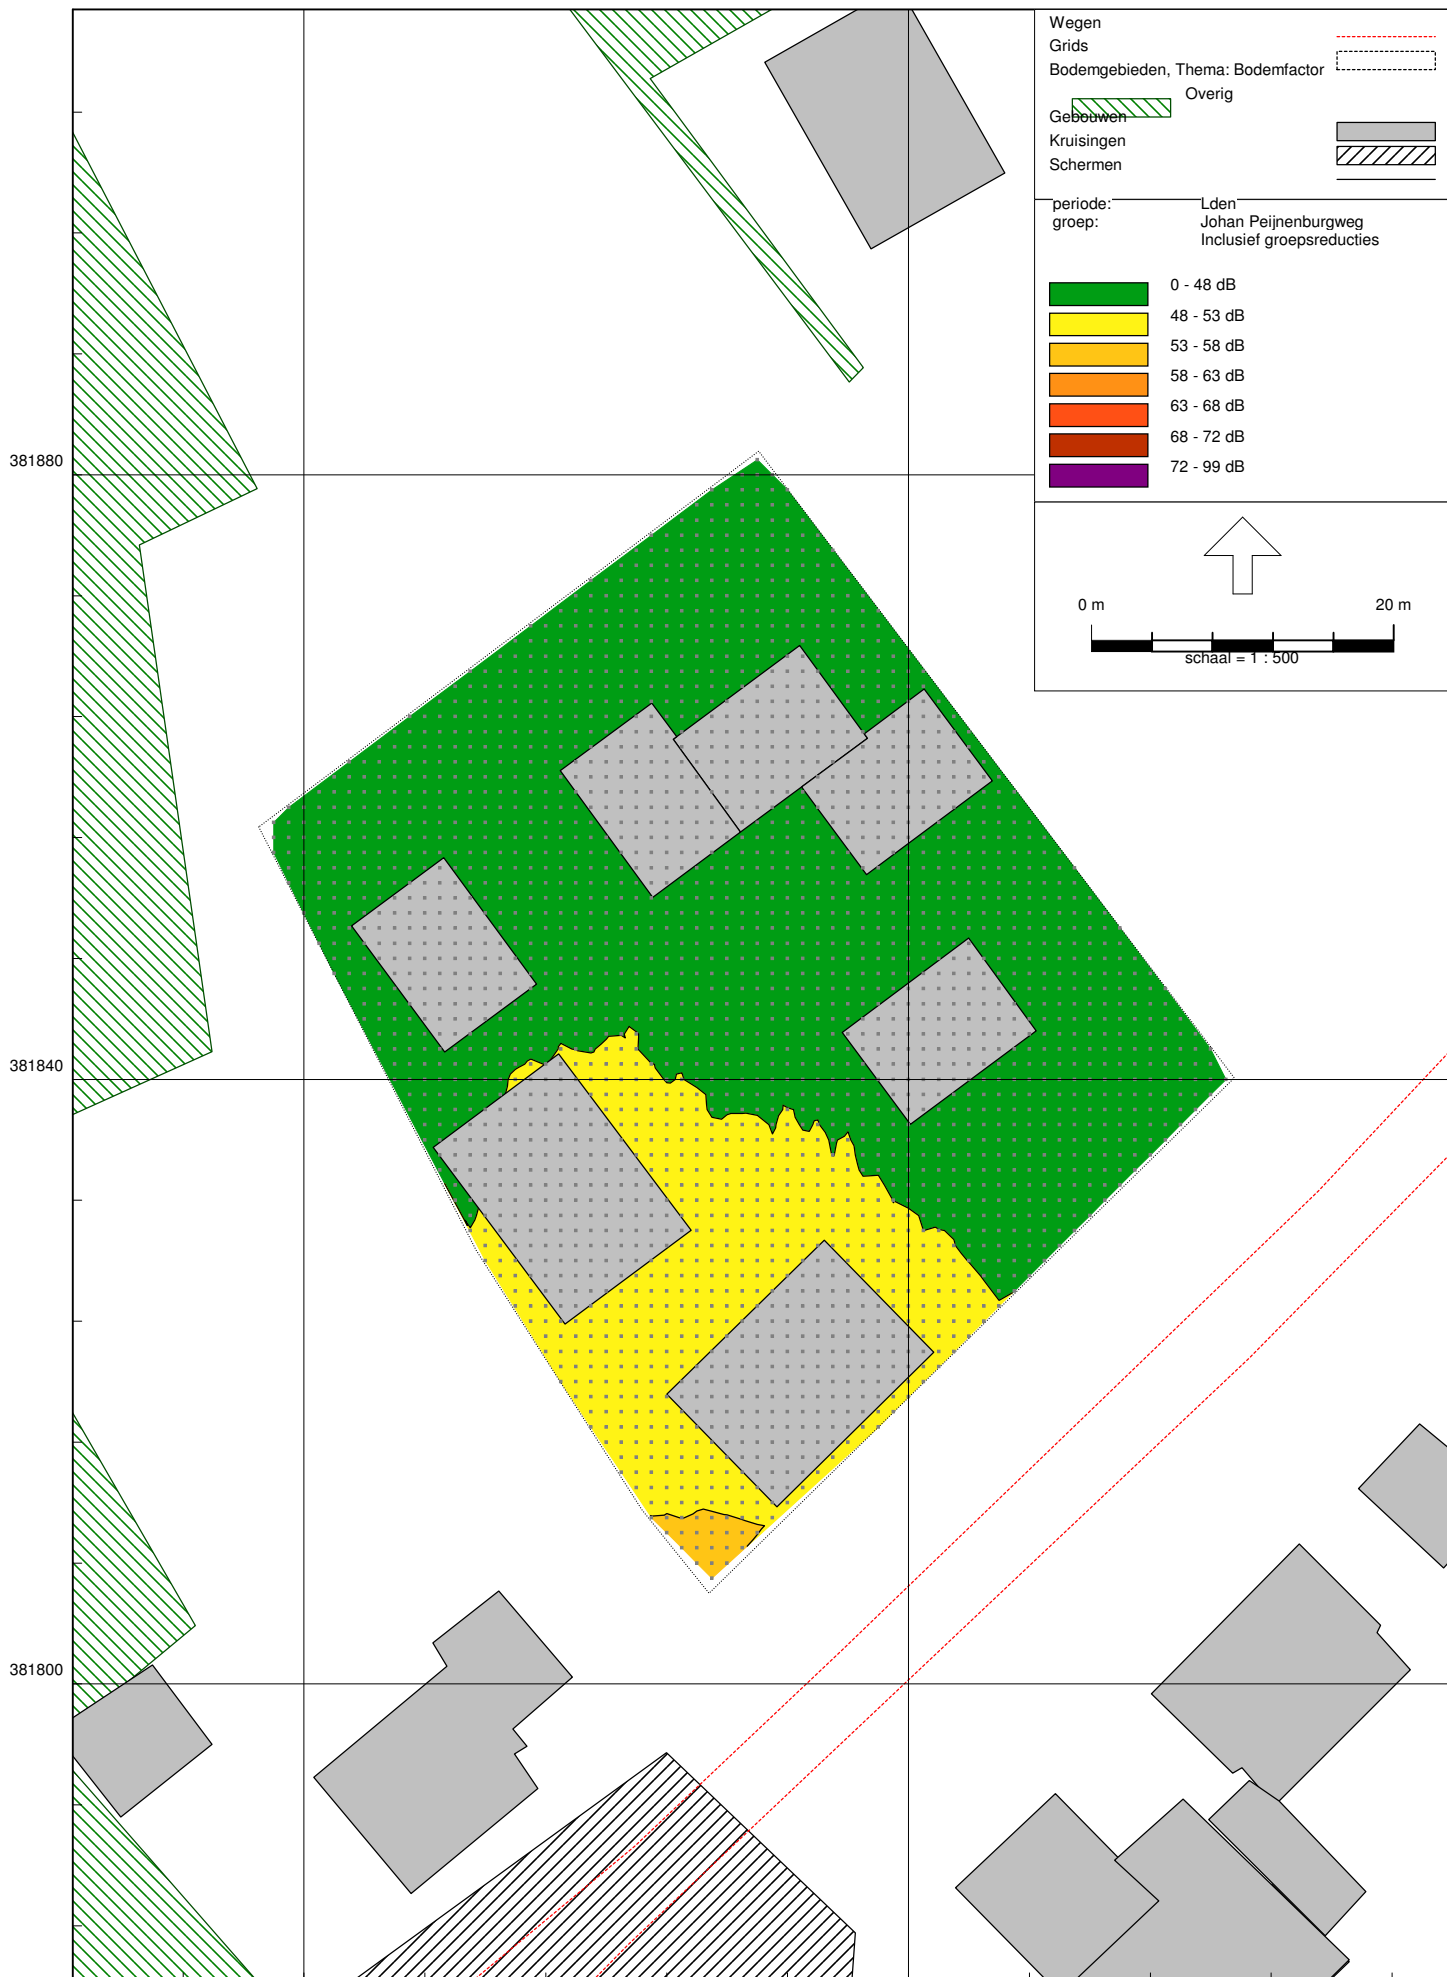 Wegen
Grids
Bodemgebieden, Thema: Bodemfactor
Overig
Gebouwen
Kruisingen
Schermen
periode: Lden
groep: Johan Peijnenburgweg
Inclusief groepsreducties
0 - 48 dB
48 - 53 dB
53 - 58 dB
58 - 63 dB
63 - 68 dB
68 - 72 dB
72 - 99 dB
0 m 20 m
schaal = 1 : 500
381880
381840
381800